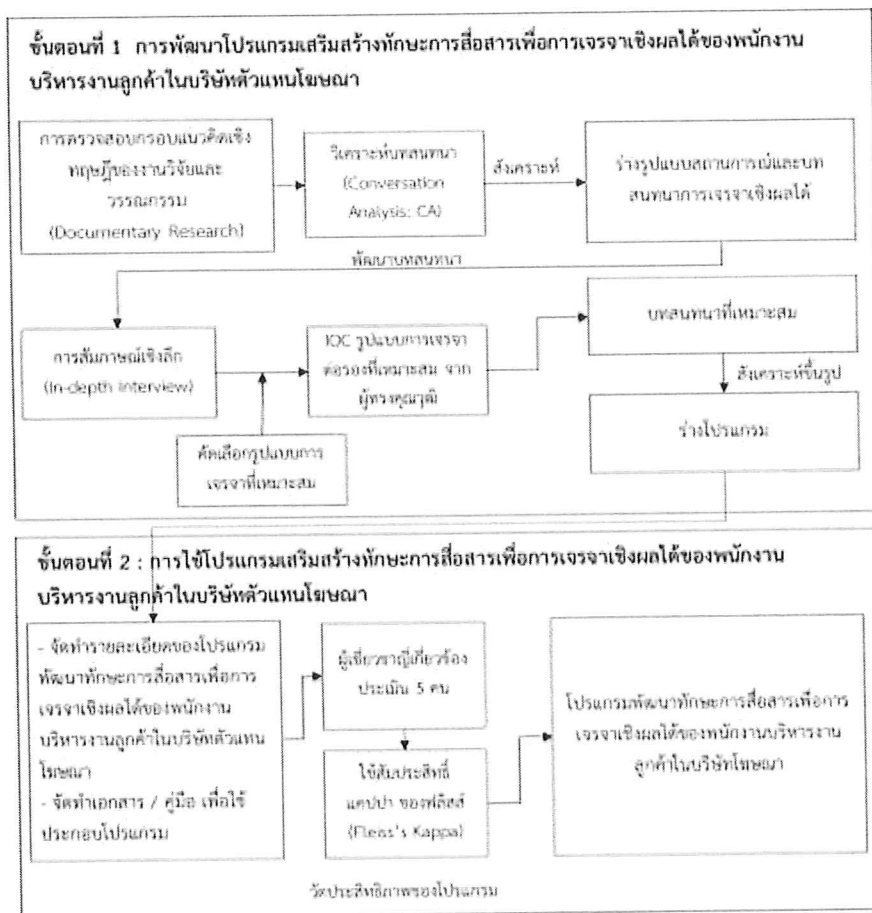 ขั้นตอนที่ 1 การพัฒนาโปรแกรมเสริมสร้างทักษะการสื่อสารเพื่อการเจรจาเชิงผลได้ของพนักงาน
บริหารงานลูกค้าในบริษัทตัวแทนโฆษณา
การตรวจสอบกรอบแนวคิดเชิง
ทฤษฎีของงานวิจัยและ
วรรณกรรม
(Documentary Research)
วิเคราะห์บทสนทนา
(Conversation
Analysis: CA)
สังเคราะห์
ร่างรูปแบบสถานการณ์และบท
สนทนาการเจรจาเชิงผลได้
พัฒนาบทสนทนา
การสัมภาษณ์เชิงลึก
(In-depth Interview)
IOC รูปแบบการเจรจา
ต่อรองที่เหมาะสม จาก
ผู้ทรงคุณวุฒิ
บทสนทนาที่เหมาะสม
สังเคราะห์ขึ้นรูป
คัดเลือกรูปแบบการ
เจรจาที่เหมาะสม
ร่างโปรแกรม
ขั้นตอนที่ 2 : การใช้โปรแกรมเสริมสร้างทักษะการสื่อสารเพื่อการเจรจาเชิงผลได้ของพนักงาน
บริหารงานลูกค้าในบริษัทตัวแทนโฆษณา
- จัดทำรายละเอียดของโปรแกรม
พัฒนาทักษะการสื่อสารเพื่อการ
เจรจาเชิงผลได้ของพนักงาน
บริหารงานลูกค้าในบริษัทตัวแทน
โฆษณา
- จัดทำเอกสาร / คู่มือ เพื่อใช้
ประกอบโปรแกรม
ผู้เชี่ยวชาญเกี่ยวข้อง
ประเมิน 5 คน
ใช้สัมประสิทธิ์
แคปปา ของฟลีสส์
(Fleiss's Kappa)
โปรแกรมพัฒนาทักษะการสื่อสารเพื่อการ
เจรจาเชิงผลได้ของพนักงานบริหารงาน
ลูกค้าในบริษัทโฆษณา
วัดประสิทธิภาพของโปรแกรม